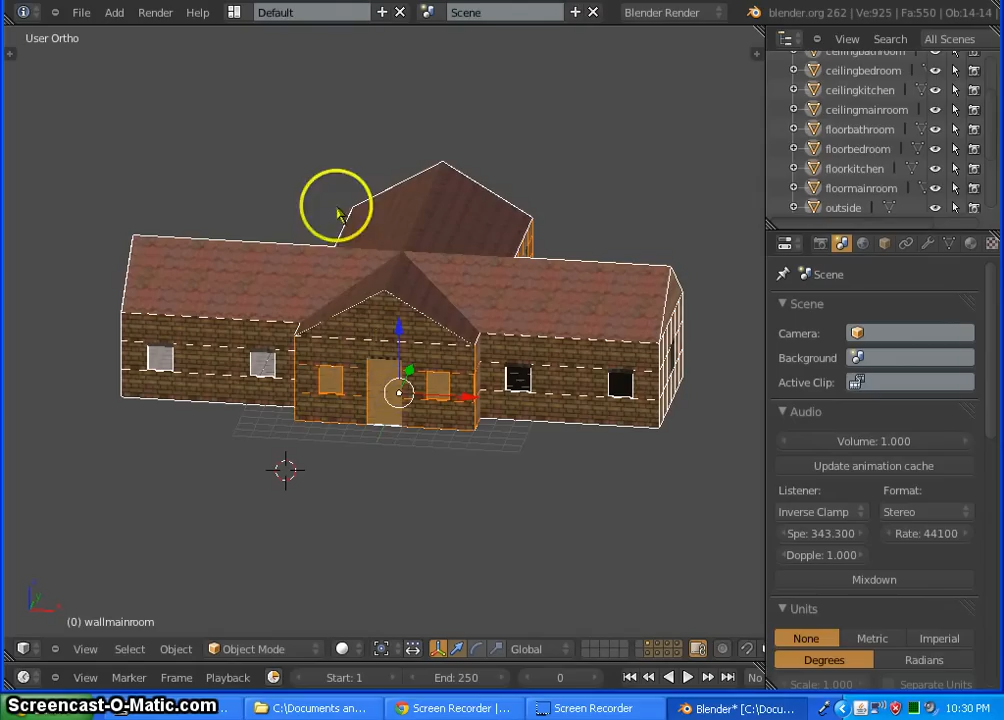 File Add Render Help Default Scene Blender Render blender.org 262 | Ve:925 | Fa:550 | Ob:14-14
User Ortho
View Search All Scenes
ceilingbathroom
ceilingbedroom
ceilingkitchen
ceilingmainroom
floorbathroom
floorbedroom
floorkitchen
floormainroom
outside
Scene
Scene
Camera:
Background
Active Clip:
Audio
Volume: 1.000
Update animation cache
Listener: Format:
Inverse Clamp Stereo
Spe: 343.300 Rate: 44100
Dopple: 1.000
Mixdown
Units
None Metric Imperial
Degrees Radians
Scale: 1.000 Separate Units
(0) wallmainroom
View Select Object Object Mode Global
View Marker Frame Playback Start: 1 End: 250 0 No
Screencast-O-Matic.com C:\Documents an... Screen Recorder |... Screen Recorder Blender* [C:\Docu... 10:30 PM